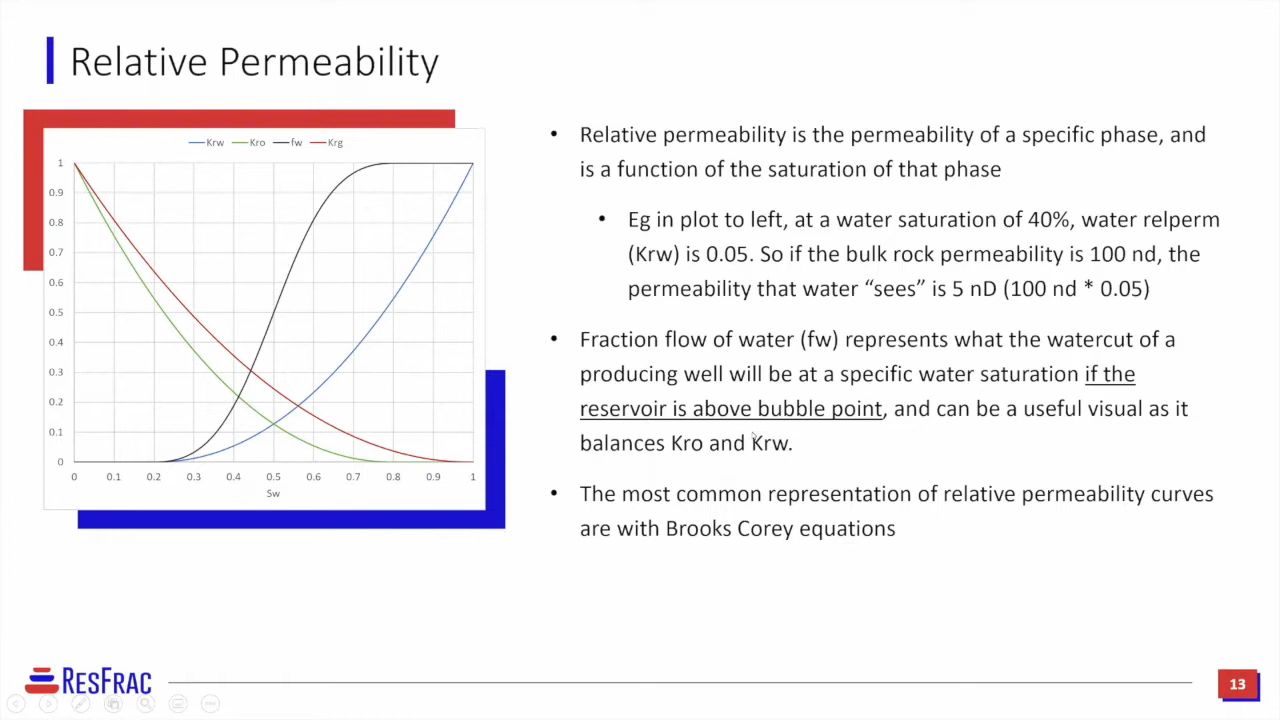 Relative Permeability
Krw Kro fw Krg
1
0.9
0.8
0.7
0.6
0.5
0.4
0.3
0.2
0.1
0
0 0.1 0.2 0.3 0.4 0.5 0.6 0.7 0.8 0.9 1
Sw
• Relative permeability is the permeability of a specific phase, and
is a function of the saturation of that phase
• Eg in plot to left, at a water saturation of 40%, water relperm
(Krw) is 0.05. So if the bulk rock permeability is 100 nd, the
permeability that water “sees” is 5 nD (100 nd * 0.05)
• Fraction flow of water (fw) represents what the watercut of a
producing well will be at a specific water saturation if the
reservoir is above bubble point, and can be a useful visual as it
balances Kro and Krw.
• The most common representation of relative permeability curves
are with Brooks Corey equations
RESFRAC
13